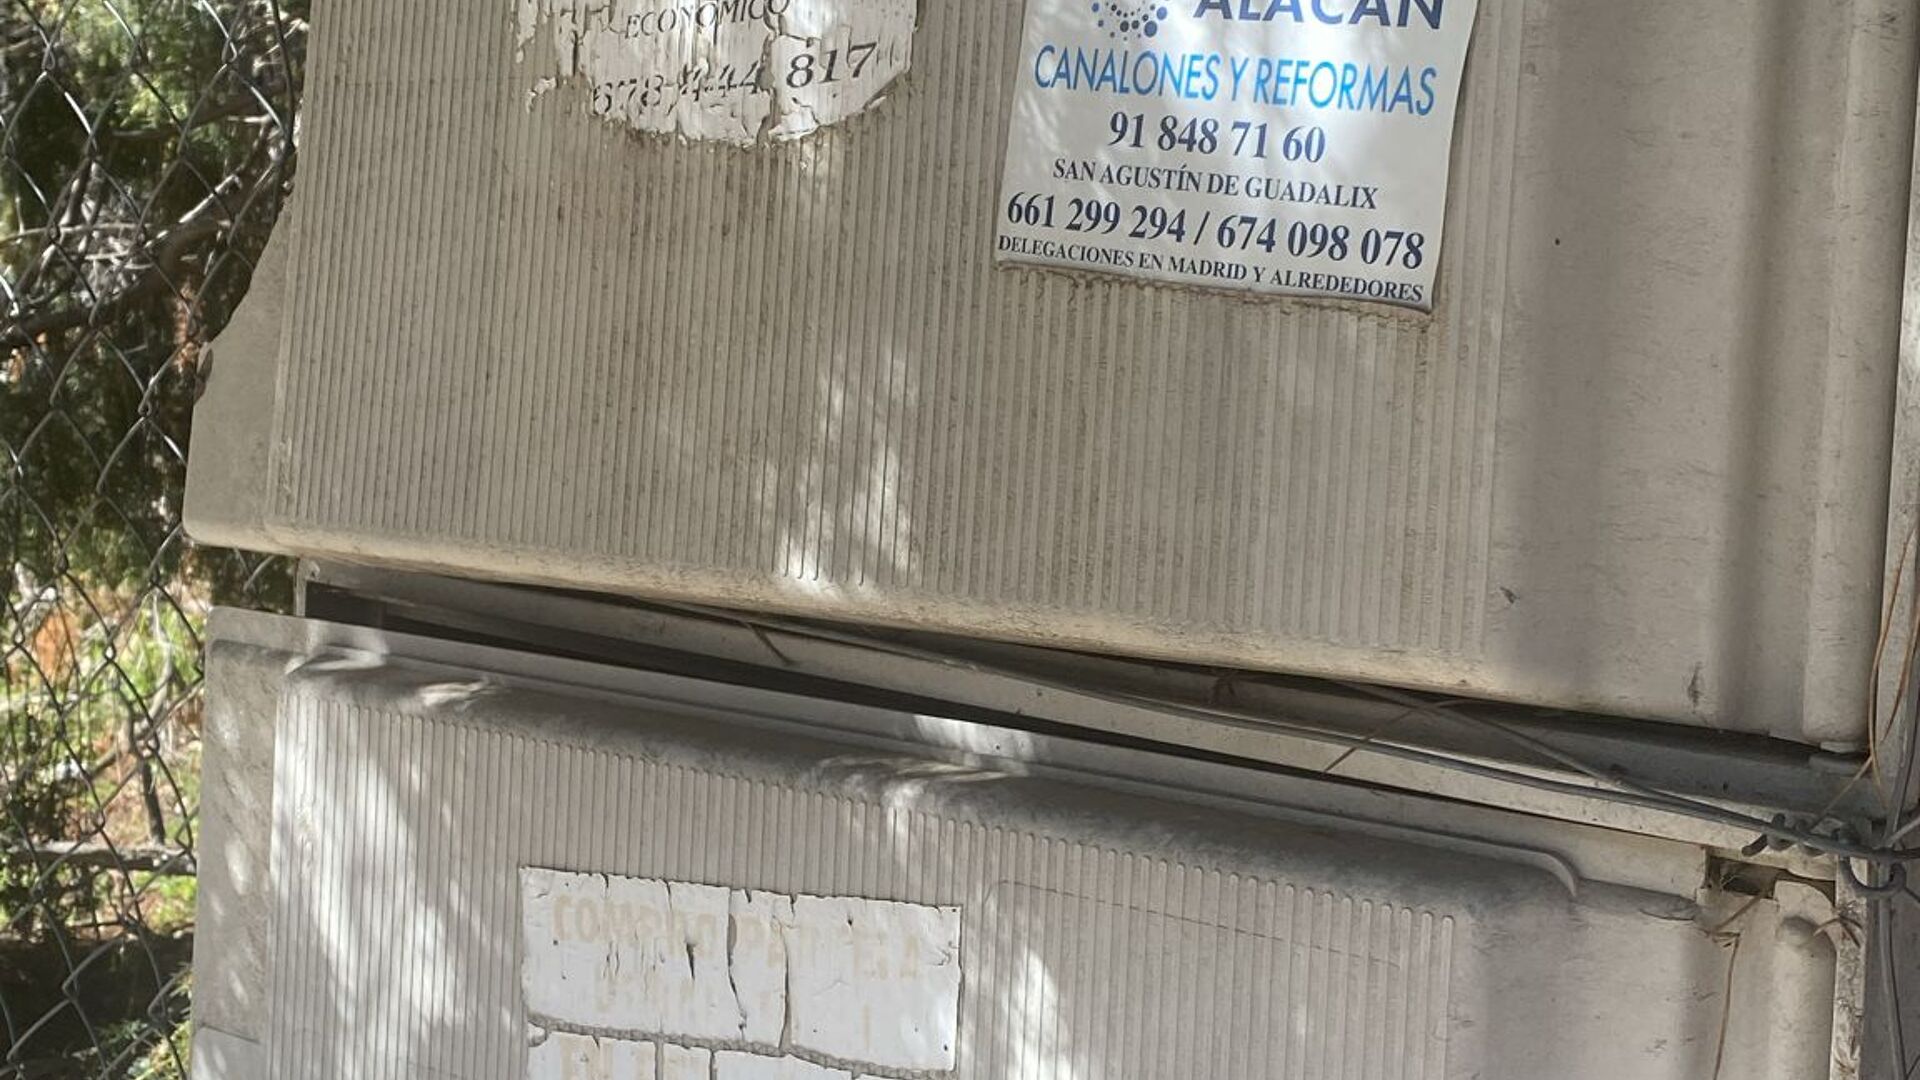 ECONÓMICO
678 444 817
ALACAN
CANALONES Y REFORMAS
91 848 71 60
SAN AGUSTÍN DE GUADALIX
661 299 294 / 674 098 078
DELEGACIONES EN MADRID Y ALREDEDORES
COMPRO